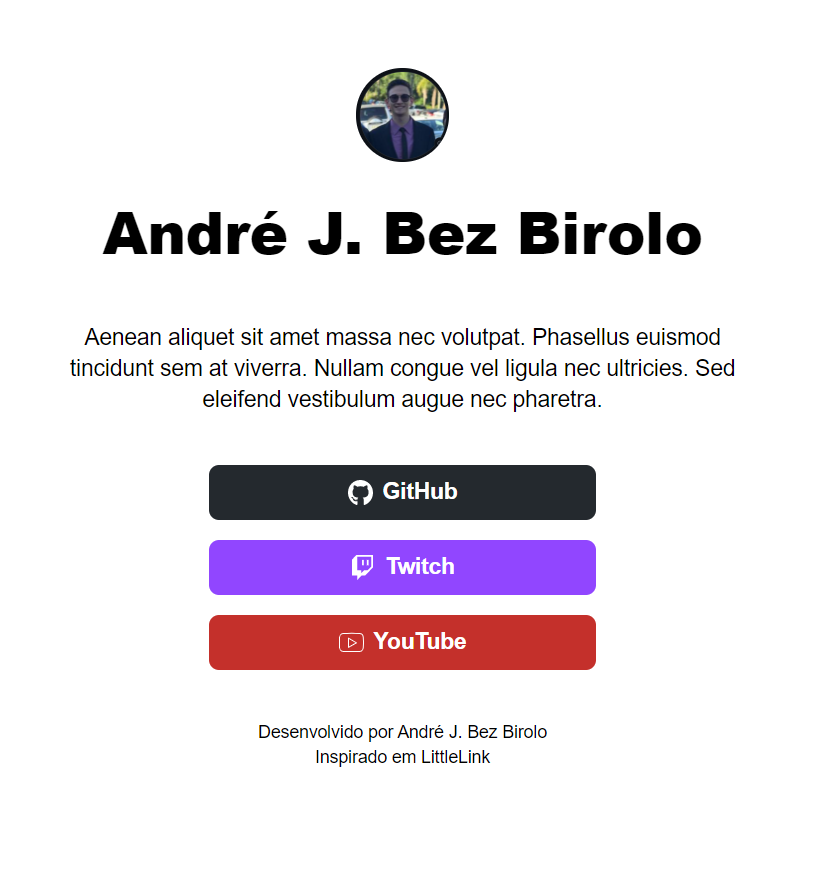 André J. Bez Birolo
Aenean aliquet sit amet massa nec volutpat. Phasellus euismod
tincidunt sem at viverra. Nullam congue vel ligula nec ultricies. Sed
eleifend vestibulum augue nec pharetra.
GitHub
Twitch
YouTube
Desenvolvido por André J. Bez Birolo
Inspirado em LittleLink